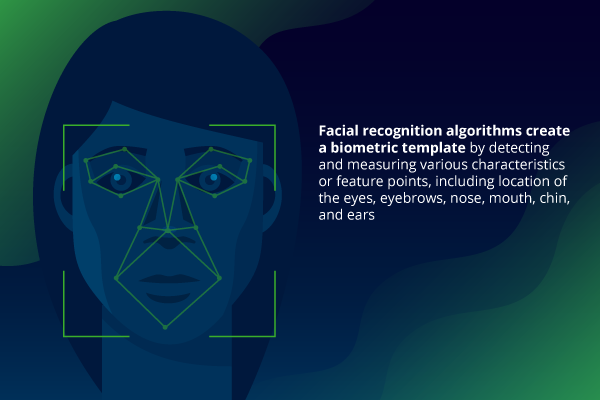 Facial recognition algorithms create
a biometric template by detecting
and measuring various characteristics
or feature points, including location of
the eyes, eyebrows, nose, mouth, chin,
and ears